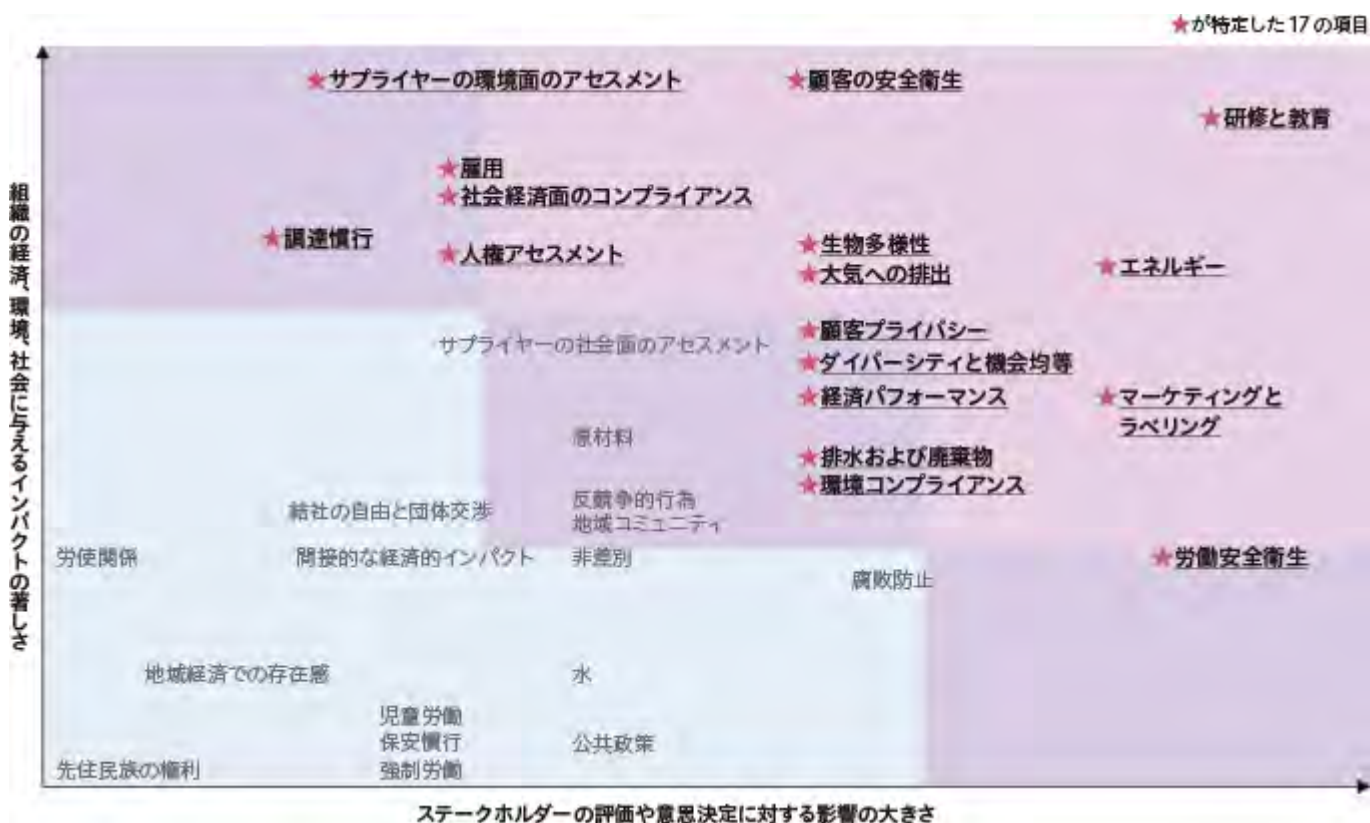 ★が特定した17の項目
★サプライヤーの環境面のアセスメント
★顧客の安全衛生
★研修と教育
★雇用
★社会経済面のコンプライアンス
★調達慣行
★人権アセスメント
★生物多様性
★大気への排出
★エネルギー
サプライヤーの社会面のアセスメント
★顧客プライバシー
★ダイバーシティと機会均等
★経済パフォーマンス
★マーケティングと
ラベリング
原材料
★排水および廃棄物
★環境コンプライアンス
結社の自由と団体交渉
反競争的行為
地域コミュニティ
労使関係
間接的な経済的インパクト
非差別
腐敗防止
★労働安全衛生
地域経済での存在感
水
児童労働
保安慣行
強制労働
公共政策
先住民族の権利
組織の経済、環境、社会に与えるインパクトの著しさ
ステークホルダーの評価や意思決定に対する影響の大きさ